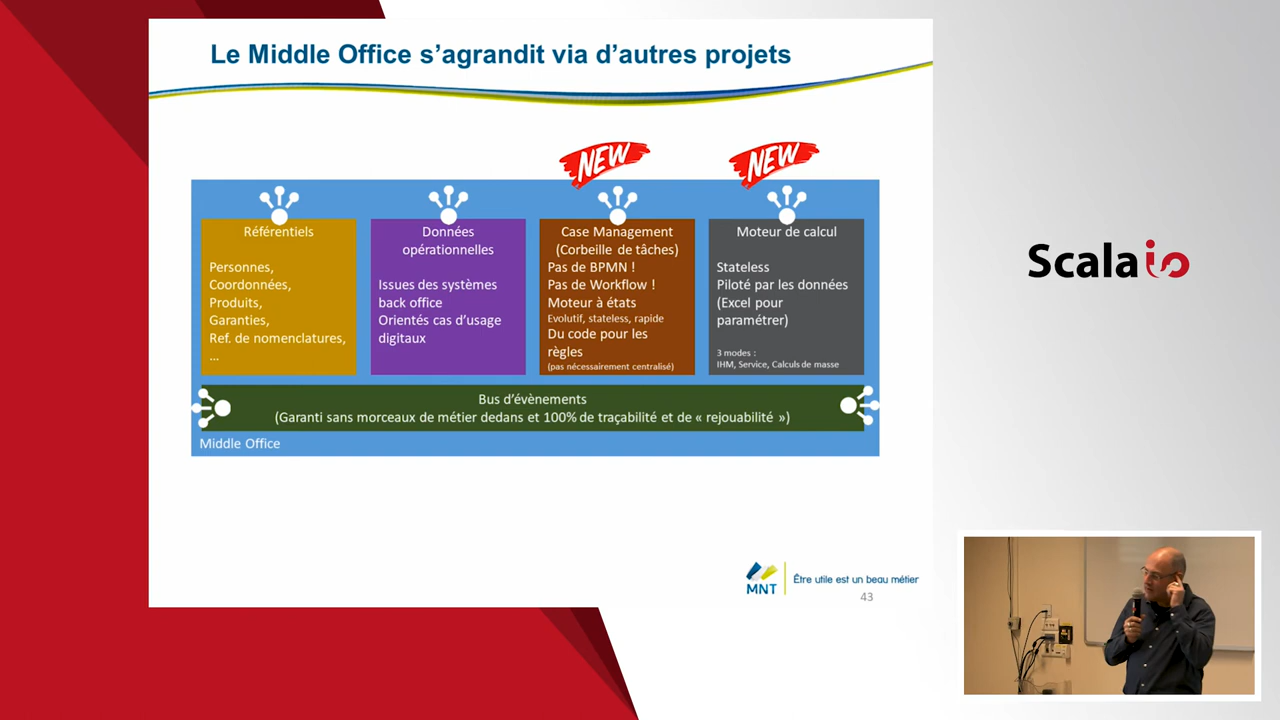 Le Middle Office s'agrandit via d'autres projets
NEW
NEW
Référentiels
Personnes,
Coordonnées,
Produits,
Garanties,
Ref. de nomenclatures,
...
Données
opérationnelles
Issues des systèmes
back office
Orientés cas d'usage
digitaux
Case Management
(Corbeille de tâches)
Pas de BPMN !
Pas de Workflow !
Moteur à états
Evolutif, stateless, rapide
Du code pour les
règles
(pas nécessairement centralisé)
Moteur de calcul
Stateless
Piloté par les données
(Excel pour
paramétrer)
3 modes :
IHM, Service, Calculs de masse
Bus d'évènements
(Garanti sans morceaux de métier dedans et 100% de traçabilité et de « rejouabilité »)
Middle Office
MNT
Être utile est un beau métier
43
Scala io